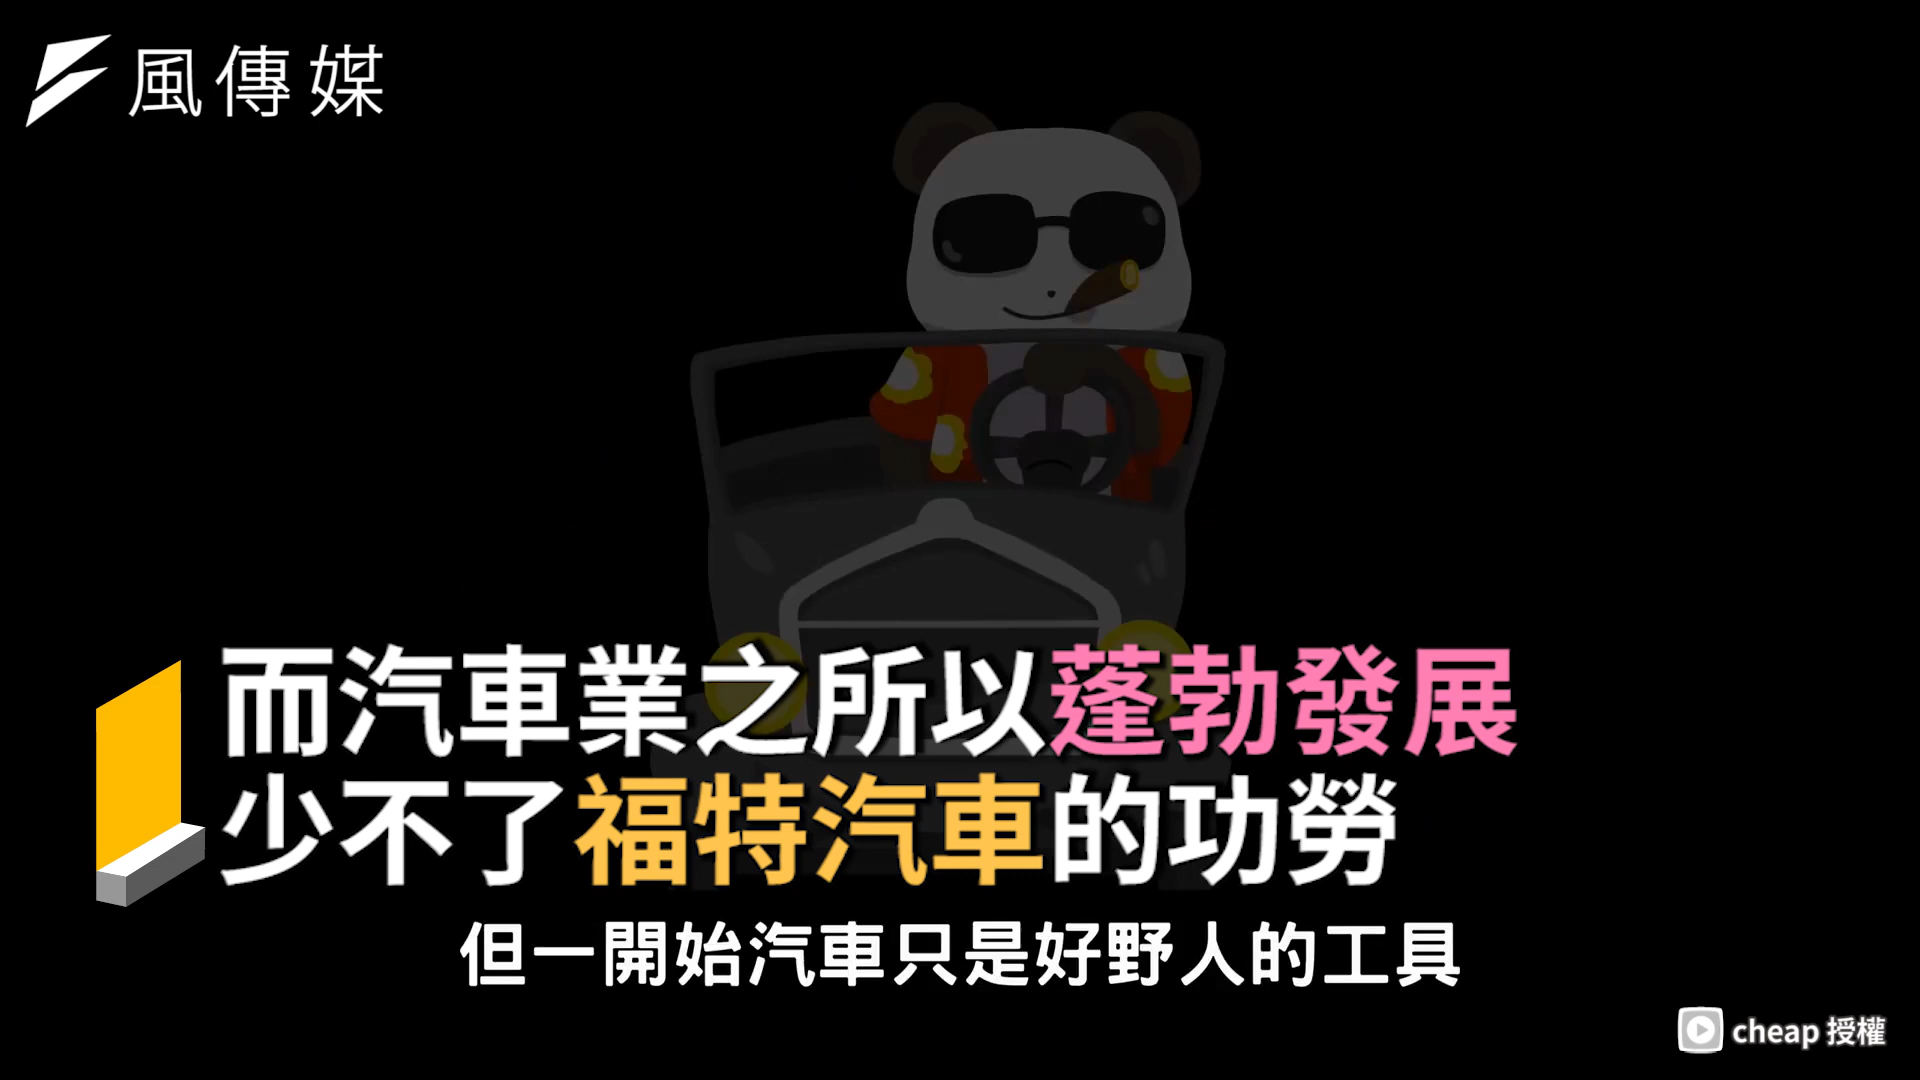 風傳媒
而汽車業之所以蓬勃發展
少不了福特汽車的功勞
但一開始汽車只是好野人的工具
cheap 授權